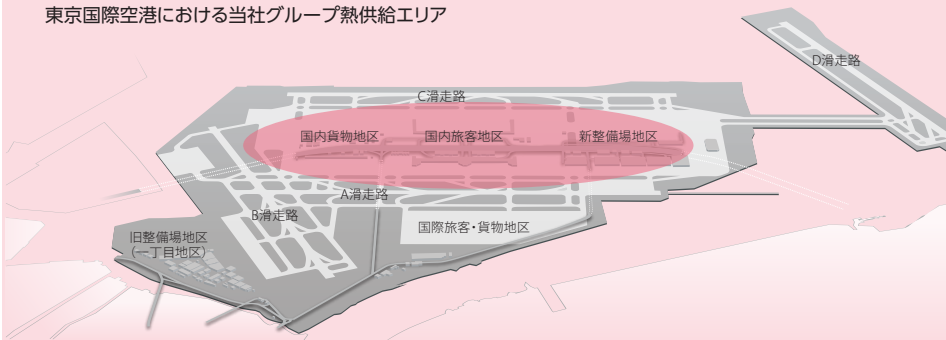 東京国際空港における当社グループ熱供給エリア
D滑走路
C滑走路
国内貨物地区
国内旅客地区
新整備場地区
A滑走路
B滑走路
国際旅客・貨物地区
旧整備場地区
（一丁目地区）